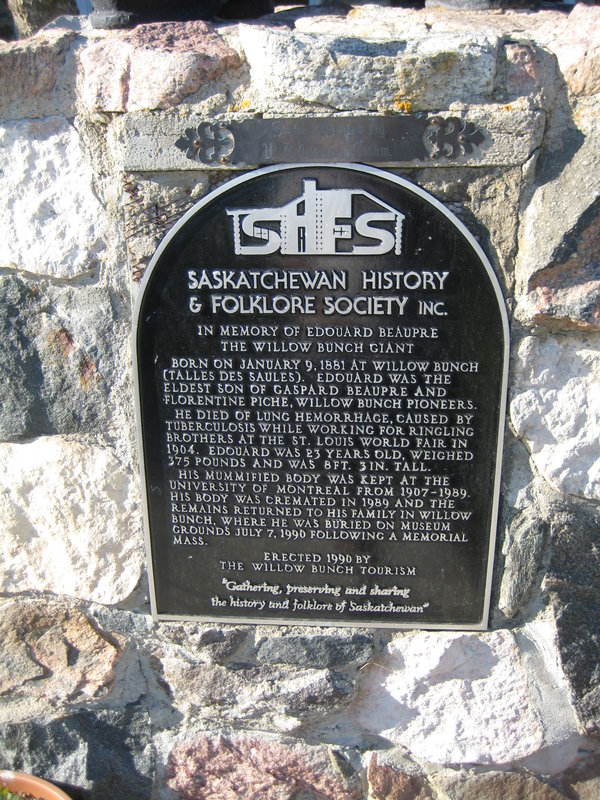 SHFS
SASKATCHEWAN HISTORY
& FOLKLORE SOCIETY INC.
IN MEMORY OF EDOUARD BEAUPRE
THE WILLOW BUNCH GIANT
BORN ON JANUARY 9, 1881 AT WILLOW BUNCH
(TALLES DES SAULES). EDOUARD WAS THE
ELDEST SON OF GASPARD BEAUPRE AND
FLORENTINE PICHE, WILLOW BUNCH PIONEERS.
HE DIED OF LUNG HEMORRHAGE, CAUSED BY
TUBERCULOSIS WHILE WORKING FOR RINGLING
BROTHERS AT THE ST. LOUIS WORLD FAIR IN
1904. EDOUARD WAS 23 YEARS OLD, WEIGHED
375 POUNDS AND WAS 8FT. 3 IN. TALL.
HIS MUMMIFIED BODY WAS KEPT AT THE
UNIVERSITY OF MONTREAL FROM 1907-1989.
HIS BODY WAS CREMATED IN 1989 AND THE
REMAINS RETURNED TO HIS FAMILY IN WILLOW
BUNCH, WHERE HE WAS BURIED ON MUSEUM
GROUNDS JULY 7, 1990 FOLLOWING A MEMORIAL
MASS.
ERECTED 1990 BY
THE WILLOW BUNCH TOURISM
"Gathering, preserving and sharing
the history and folklore of Saskatchewan"